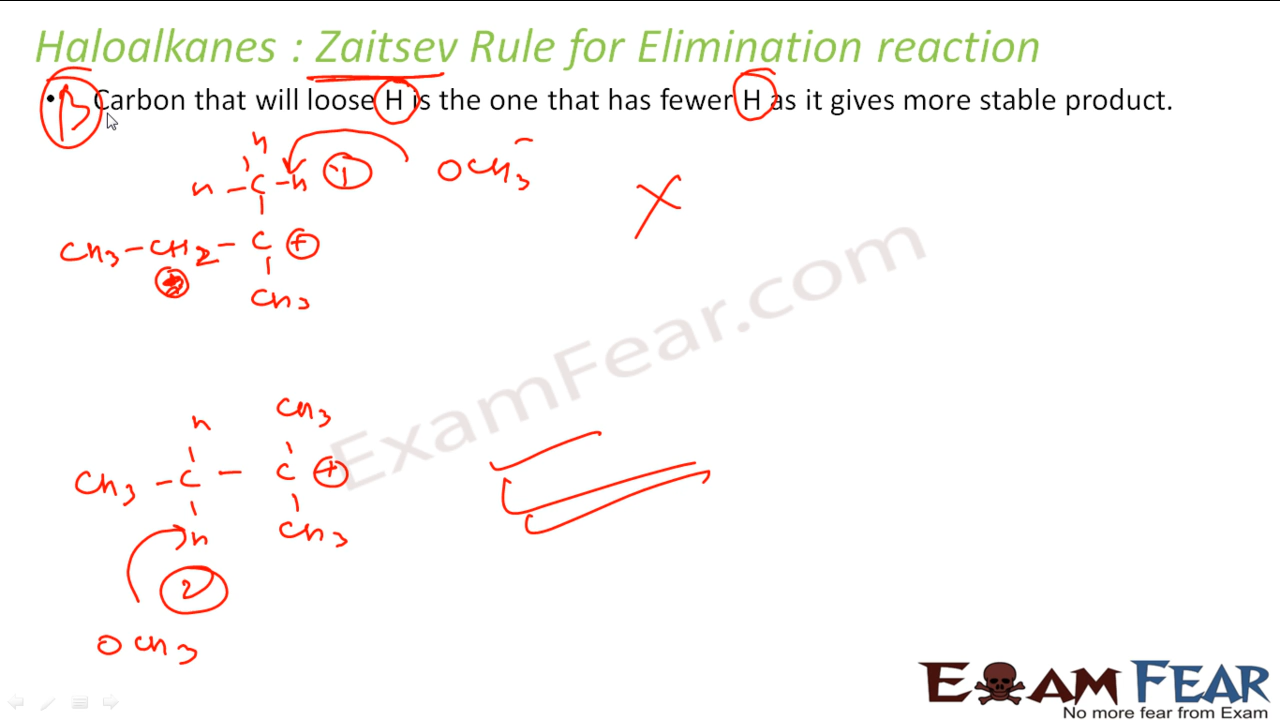 Haloalkanes : Zaitsev Rule for Elimination reaction
• β Carbon that will loose H is the one that has fewer H as it gives more stable product.
H
H – C – H 1 OCH3 -
CH3 – CH2 – C +
CH3
ExamFear.com
H CH3
CH3 – C – C +
H CH3
2
OCH3
EXAM FEAR
No more fear from Exam